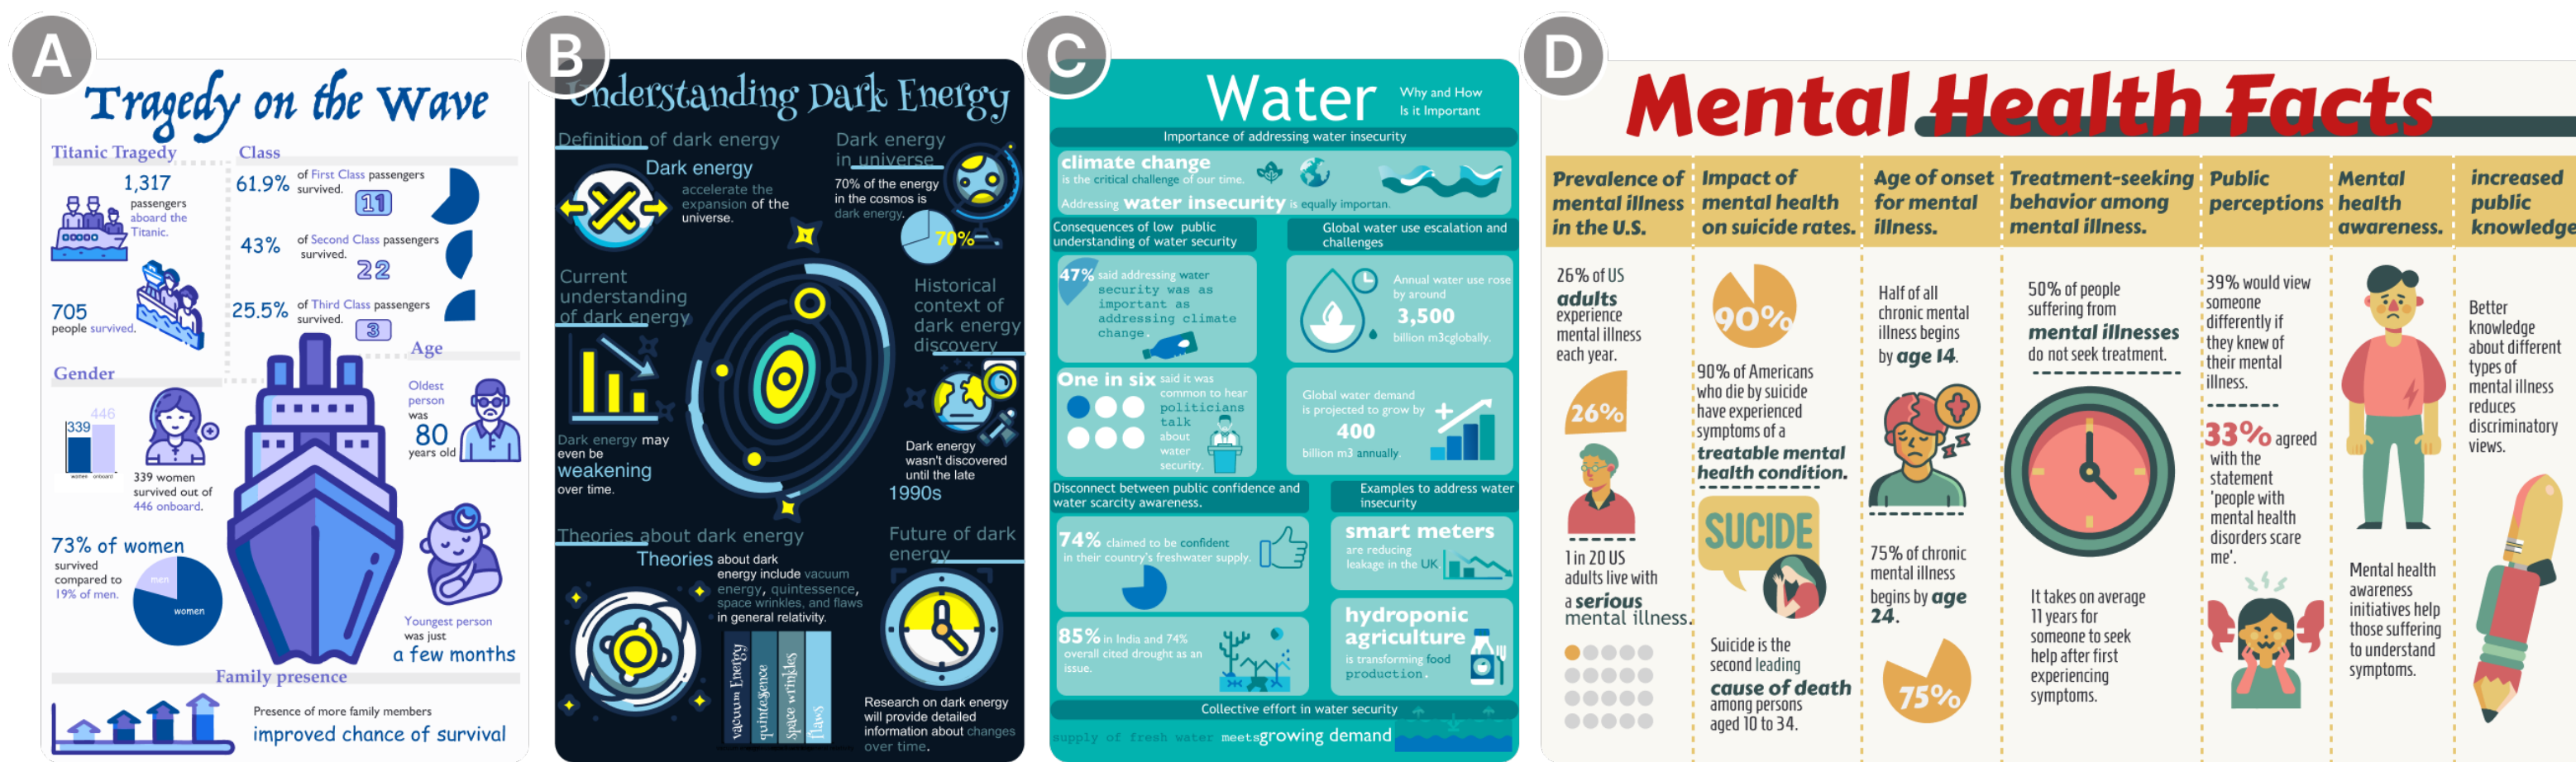 A
Tragedy on the Wave
Titanic Tragedy
1,317
passengers
aboard the
Titanic.
705
people survived.
Class
61.9%
of First Class passengers
survived.
11
43%
of Second Class passengers
survived.
22
25.5%
of Third Class passengers
survived.
3
Gender
339
446
women onboard
339 women
survived out of
446 onboard.
73% of women
survived
compared to
19% of men.
men
women
Age
Oldest
person
was
80
years old
Youngest person
was just
a few months
Family presence
Presence of more family members
improved chance of survival
B
Understanding Dark Energy
Definition of dark energy
Dark energy
accelerate the
expansion of the
universe.
Dark energy
in universe
70% of the energy
in the cosmos is
dark energy.
70%
Current
understanding
of dark energy
Dark energy may
even be
weakening
over time.
Historical
context of
dark energy
discovery
Dark energy
wasn't discovered
until the late
1990s
Theories about dark energy
Theories about dark
energy include vacuum
energy, quintessence,
space wrinkles, and flaws
in general relativity.
vacuum Energy
quintessence
Space wrinkles
flaws
Future of dark
energy
Research on dark energy
will provide detailed
information about changes
over time.
C
Water
Why and How
Is it Important
Importance of addressing water insecurity
climate change
is the critical challenge of our time.
Addressing water insecurity is equally importan.
Consequences of low public
understanding of water security
47% said addressing water
security was as
important as
addressing climate
change.
One in six said it was
common to hear
politicians
talk
about
water
security.
Global water use escalation and
challenges
Annual water use rose
by around
3,500
billion m3cglobally.
Global water demand
is projected to grow by
400
billion m3 annually.
Disconnect between public confidence and
water scarcity awareness.
74% claimed to be confident
in their country's freshwater supply.
85% in India and 74%
overall cited drought as an
issue.
Examples to address water
insecurity
smart meters
are reducing
leakage in the UK
hydroponic
agriculture
is transforming food
production.
Collective effort in water security
supply of fresh water meetsgrowing demand
D
Mental Health Facts
Prevalence of
mental illness
in the U.S.
26% of US
adults
experience
mental illness
each year.
26%
1 in 20 US
adults live with
a serious
mental illness.
Impact of
mental health
on suicide rates.
90%
90% of Americans
who die by suicide
have experienced
symptoms of a
treatable mental
health condition.
SUCIDE
Suicide is the
second leading
cause of death
among persons
aged 10 to 34.
Age of onset
for mental
illness.
Half of all
chronic mental
illness begins
by age 14.
75% of chronic
mental illness
begins by age
24.
75%
Treatment-seeking
behavior among
mental illness.
50% of people
suffering from
mental illnesses
do not seek treatment.
It takes on average
11 years for
someone to seek
help after first
experiencing
symptoms.
Public
perceptions
39% would view
someone
differently if
they knew of
their mental
illness.
33% agreed
with the
statement
'people with
mental health
disorders scare
me'.
Mental
health
awareness.
Mental health
awareness
initiatives help
those suffering
to understand
symptoms.
increased
public
knowledge
Better
knowledge
about different
types of
mental illness
reduces
discriminatory
views.